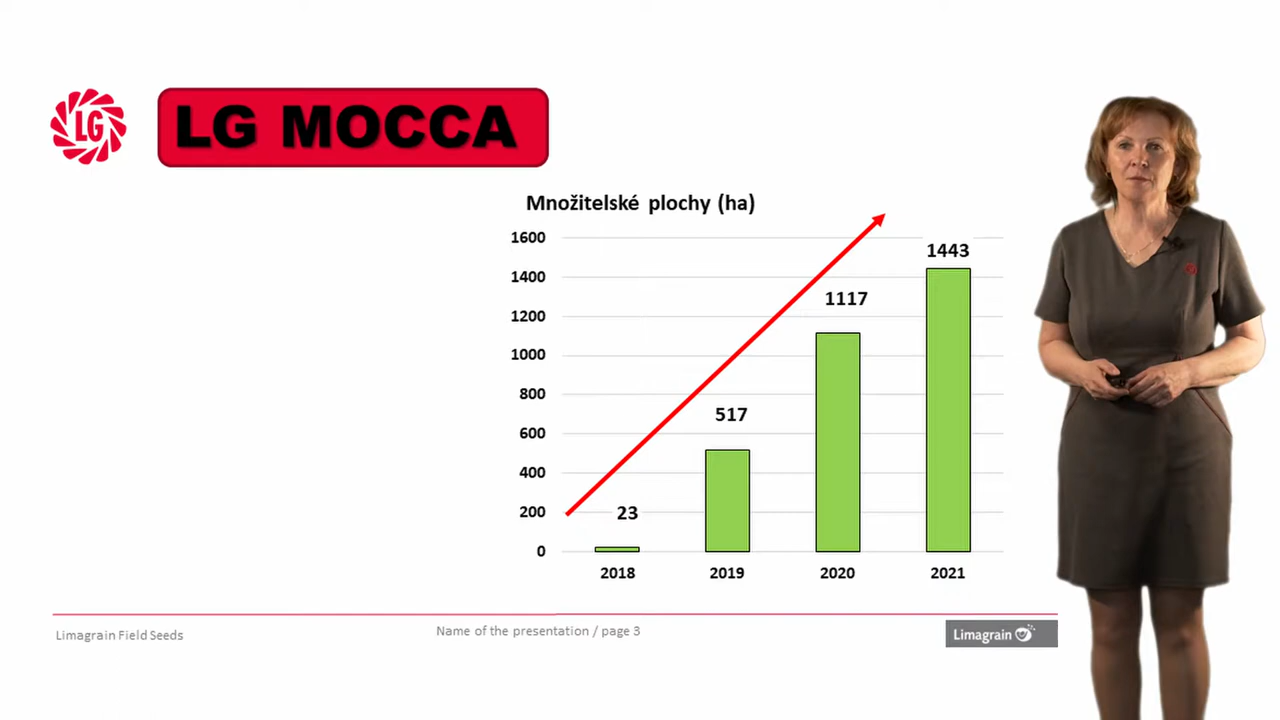 LG
LG MOCCA
Množitelské plochy (ha)
1600
1400
1200
1000
800
600
400
200
0
23
517
1117
1443
2018
2019
2020
2021
Limagrain Field Seeds
Name of the presentation / page 3
Limagrain